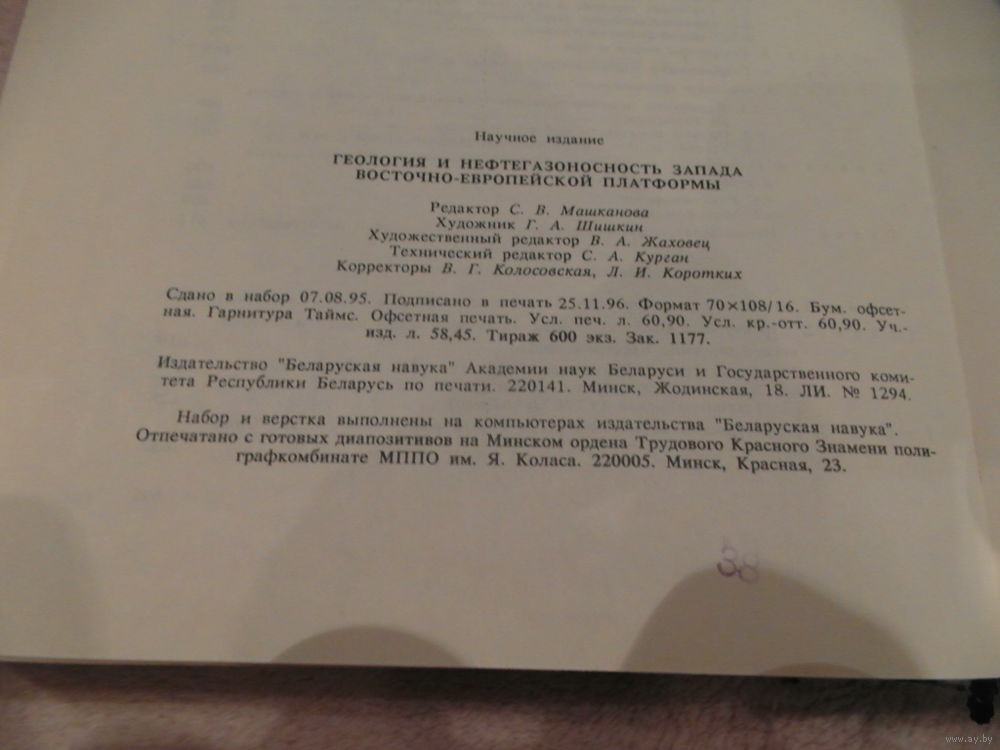 Научное издание
ГЕОЛОГИЯ И НЕФТЕГАЗОНОСНОСТЬ ЗАПАДА
ВОСТОЧНО-ЕВРОПЕЙСКОЙ ПЛАТФОРМЫ
Редактор С. В. Машканова
Художник Г. А. Шишкин
Художественный редактор В. А. Жаховец
Технический редактор С. А. Курган
Корректоры В. Г. Колосовская, Л. И. Коротких
Сдано в набор 07.08.95. Подписано в печать 25.11.96. Формат 70×108/16. Бум. офсет-
ная. Гарнитура Таймс. Офсетная печать. Усл. печ. л. 60,90. Усл. кр.-отт. 60,90. Уч.-
изд. л. 58,45. Тираж 600 экз. Зак. 1177.
Издательство "Беларуская навука" Академии наук Беларуси и Государственного коми-
тета Республики Беларусь по печати. 220141. Минск, Жодинская, 18. ЛИ. № 1294.
Набор и верстка выполнены на компьютерах издательства "Беларуская навука".
Отпечатано с готовых диапозитивов на Минском ордена Трудового Красного Знамени поли-
графкомбинате МППО им. Я. Коласа. 220005. Минск, Красная, 23.
38
www.ay.by